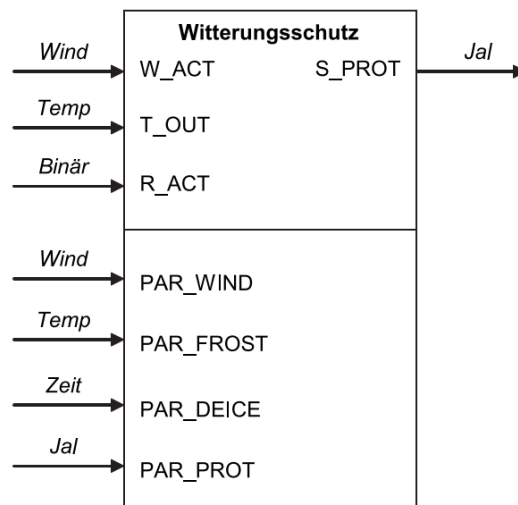 Witterungsschutz
Wind W_ACT S_PROT Jal
Temp T_OUT
Binär R_ACT
Wind PAR_WIND
Temp PAR_FROST
Zeit PAR_DEICE
Jal PAR_PROT